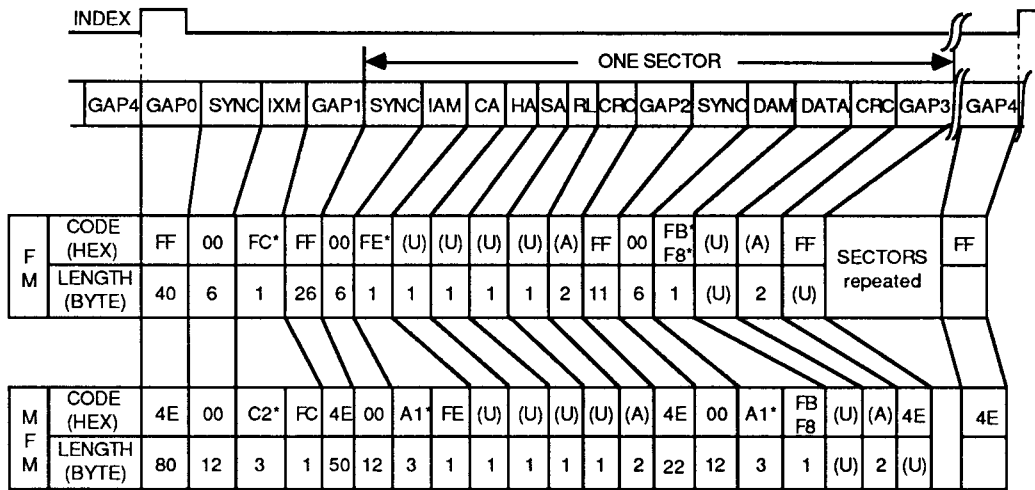 INDEX
ONE SECTOR
GAP4 GAP0 SYNC IXM GAP1 SYNC IAM CA HA SA RL CRC GAP2 SYNC DAM DATA CRC GAP3 GAP4
FM
CODE (HEX) FF 00 FC* FF 00 FE* (U) (U) (U) (U) (A) FF 00 FB* F8* (U) (A) FF SECTORS repeated FF
LENGTH (BYTE) 40 6 1 26 6 1 1 1 1 1 2 11 6 1 (U) 2 (U)
MFM
CODE (HEX) 4E 00 C2* FC 4E 00 A1* FE (U) (U) (U) (U) (A) 4E 00 A1* FB F8 (U) (A) 4E 4E
LENGTH (BYTE) 80 12 3 1 50 12 3 1 1 1 1 1 2 22 12 3 1 (U) 2 (U)